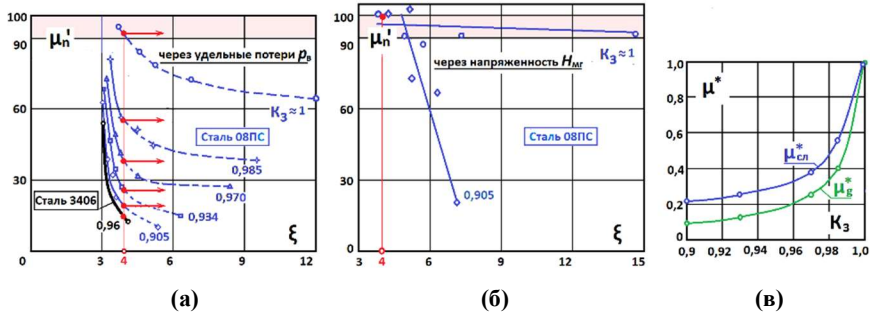 100
90
60
30
0
μn'
через удельные потери pв
Kз≈1
Сталь 08ПС
0,985
0,970
0,934
0,905
Сталь 3406
0,96
ξ
3
4
6
9
12
(а)
100
90
60
30
0
μn'
через напряженность Hмг
Kз≈1
Сталь 08ПС
0,905
ξ
4
6
9
12
15
(б)
1,0
0,8
0,6
0,4
0,2
0
μ*
μ*сл
μ*g
Kз
0,9
0,94
0,96
0,98
1,0
(в)